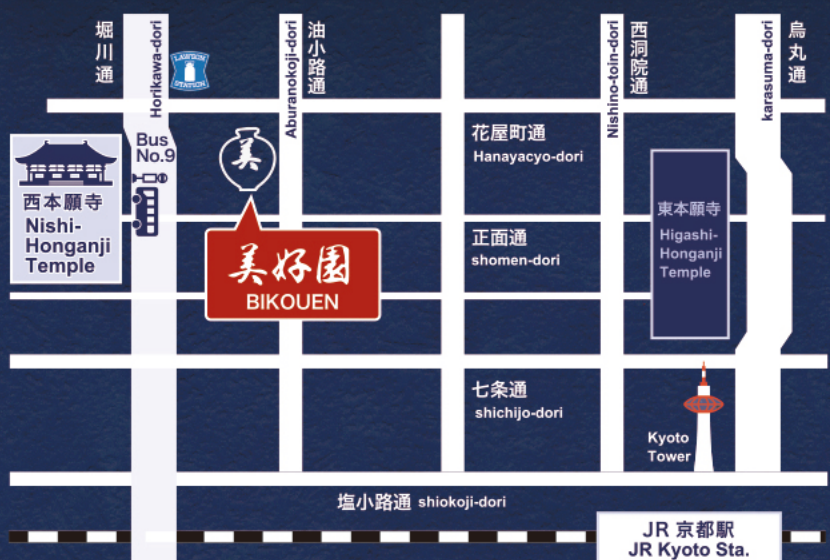 堀川通
Horikawa-dori
LAWSON
STATION
油小路通
Aburanokoji-dori
西洞院通
Nishino-toin-dori
烏丸通
karasuma-dori
Bus
No.9
美
花屋町通
Hanayacyo-dori
西本願寺
Nishi-
Honganji
Temple
美好園
BIKOUEN
正面通
shomen-dori
東本願寺
Higashi-
Honganji
Temple
七条通
shichijo-dori
Kyoto
Tower
塩小路通 shiokoji-dori
JR 京都駅
JR Kyoto Sta.